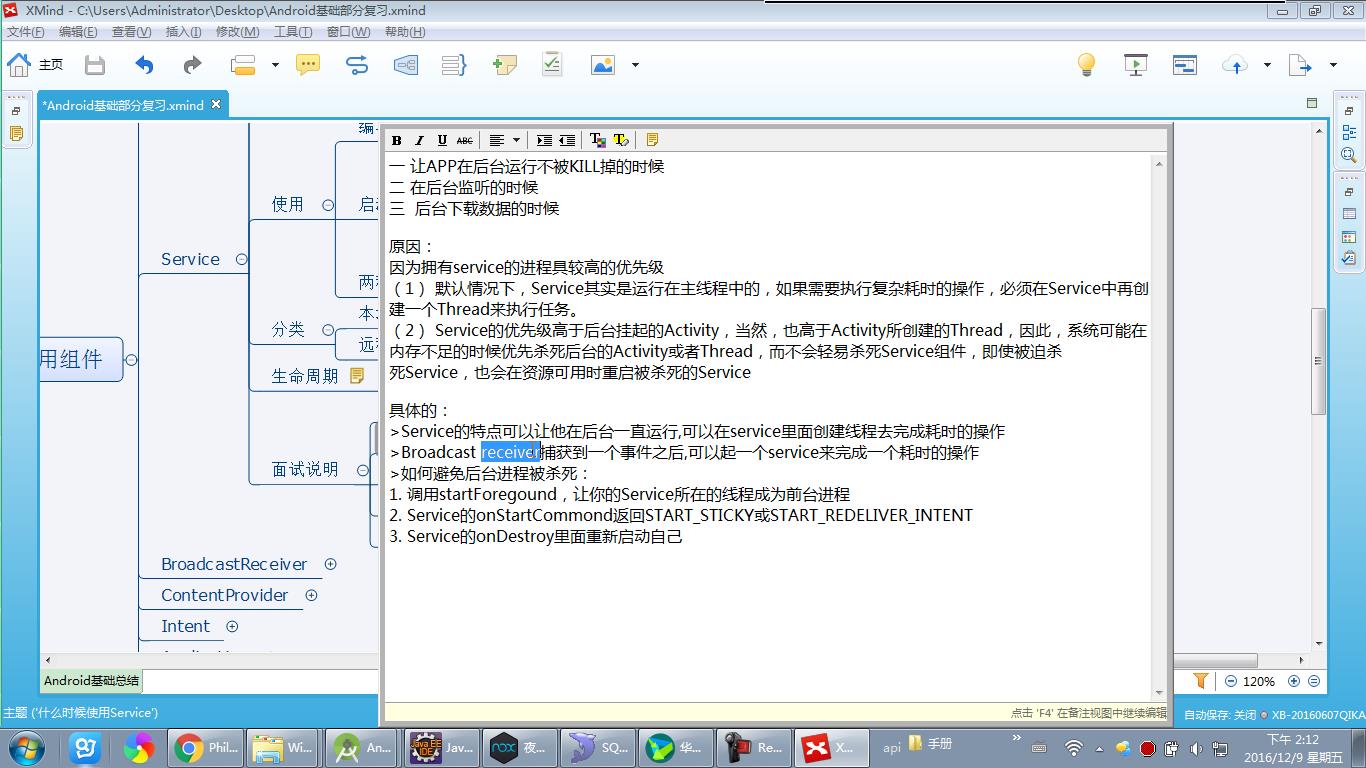 XMind - C:\Users\Administrator\Desktop\Android基础部分复习.xmind
文件(F) 编辑(E) 查看(V) 插入(I) 修改(M) 工具(T) 窗口(W) 帮助(H)
主页
*Android基础部分复习.xmind
B I U ABC
一 让APP在后台运行不被KILL掉的时候
二 在后台监听的时候
三 后台下载数据的时候
原因：
因为拥有service的进程具较高的优先级
（1） 默认情况下，Service其实是运行在主线程中的，如果需要执行复杂耗时的操作，必须在Service中再创
建一个Thread来执行任务。
（2） Service的优先级高于后台挂起的Activity，当然，也高于Activity所创建的Thread，因此，系统可能在
内存不足的时候优先杀死后台的Activity或者Thread，而不会轻易杀死Service组件，即使被迫杀
死Service，也会在资源可用时重启被杀死的Service
具体的：
>Service的特点可以让他在后台一直运行,可以在service里面创建线程去完成耗时的操作
>Broadcast receiver捕获到一个事件之后,可以起一个service来完成一个耗时的操作
>如何避免后台进程被杀死：
1. 调用startForegound，让你的Service所在的线程成为前台进程
2. Service的onStartCommond返回START_STICKY或START_REDELIVER_INTENT
3. Service的onDestroy里面重新启动自己
点击 'F4' 在备注视图中继续编辑
编
使用
启
Service
两
分类
本
远
用组件
生命周期
面试说明
BroadcastReceiver
ContentProvider
Intent
Android基础总结
120%
主题 ('什么时候使用Service')
自动保存: 关闭
XB-20160607QIKA
Phil...
Wi...
An...
Jav...
夜...
SQ...
华...
Re...
X...
api
手册
下午 2:12
2016/12/9 星期五